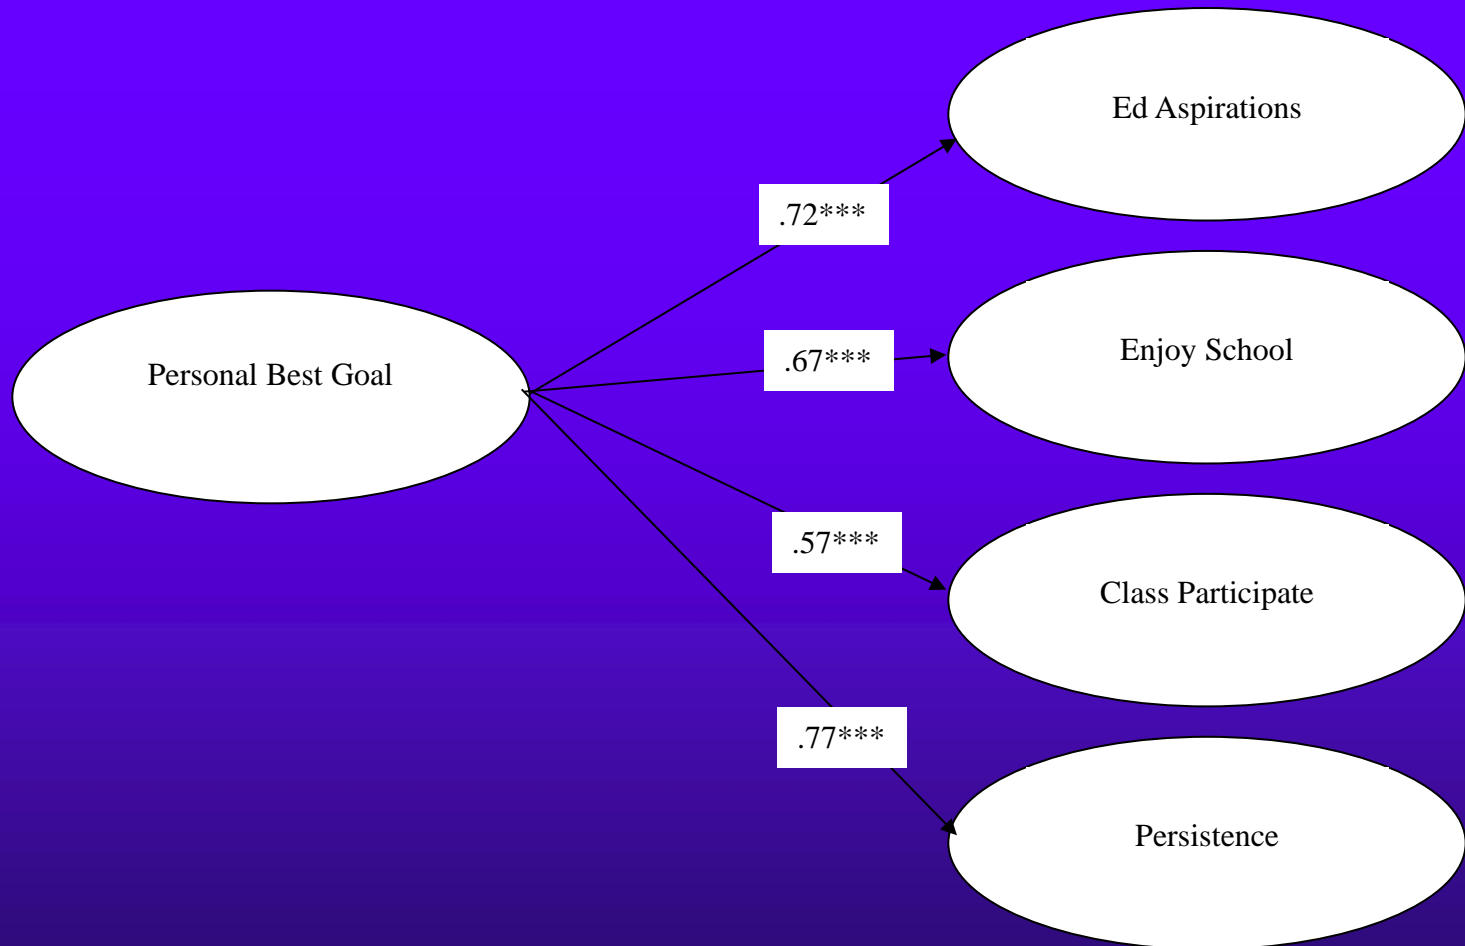 Ed Aspirations
.72***
Enjoy School
.67***
Personal Best Goal
.57***
Class Participate
.77***
Persistence